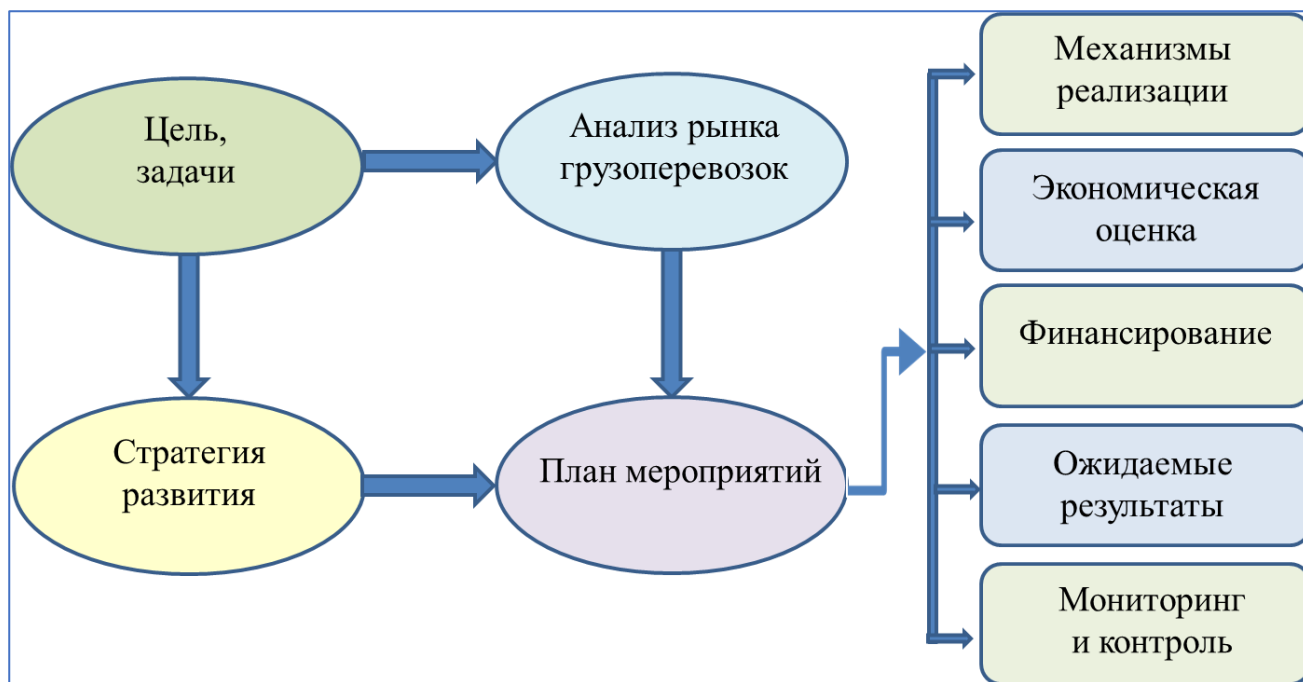 Цель,
задачи
Анализ рынка
грузоперевозок
Стратегия
развития
План мероприятий
Механизмы
реализации
Экономическая
оценка
Финансирование
Ожидаемые
результаты
Мониторинг
и контроль